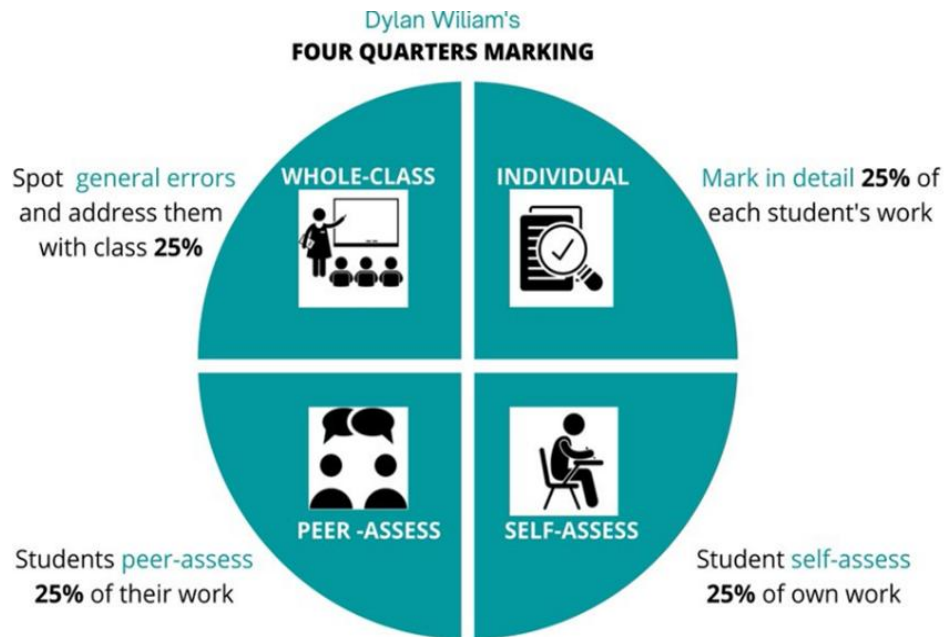 Dylan Wiliam's
FOUR QUARTERS MARKING
Spot general errors
and address them
with class 25%
WHOLE-CLASS
INDIVIDUAL
Mark in detail 25% of
each student's work
PEER -ASSESS
SELF-ASSESS
Students peer-assess
25% of their work
Student self-assess
25% of own work